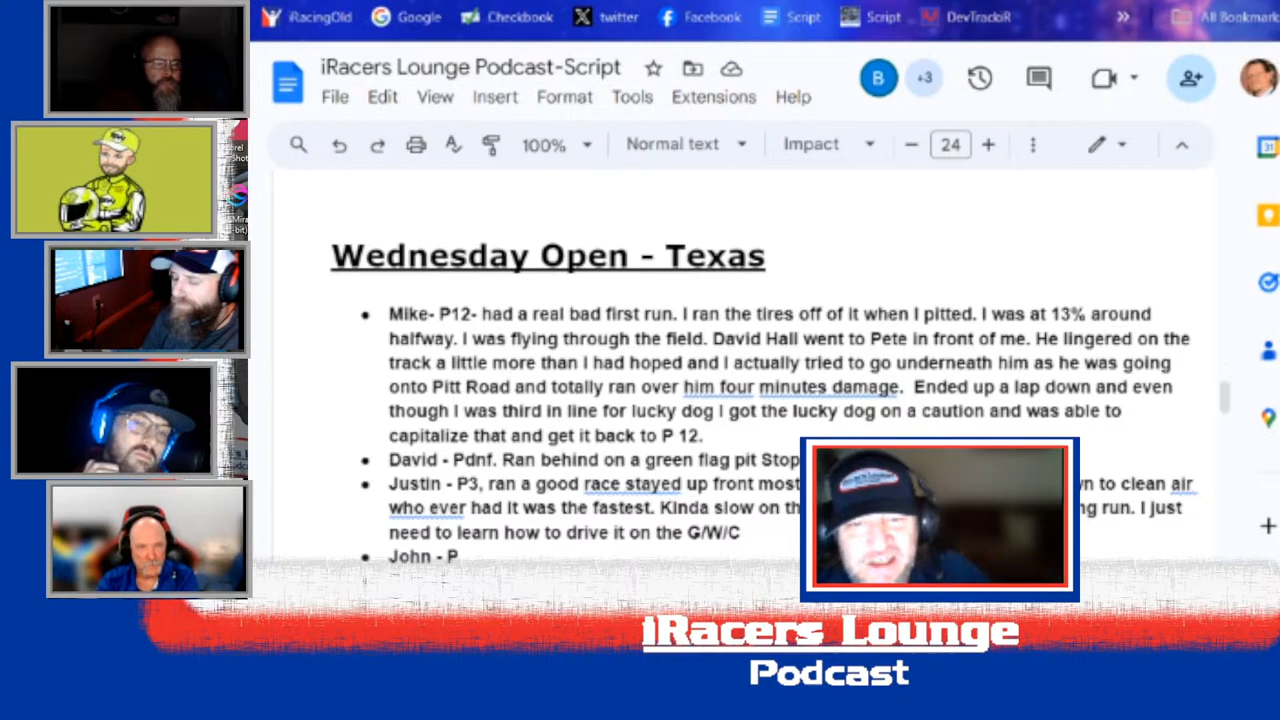 iRacingOld Google Checkbook twitter Facebook Script Script DevTrackiR » All Bookmark
iRacers Lounge Podcast-Script
File Edit View Insert Format Tools Extensions Help
B +3
100% Normal text Impact 24
Wednesday Open - Texas
Mike- P12- had a real bad first run. I ran the tires off of it when I pitted. I was at 13% around
halfway. I was flying through the field. David Hall went to Pete in front of me. He lingered on the
track a little more than I had hoped and I actually tried to go underneath him as he was going
onto Pitt Road and totally ran over him four minutes damage. Ended up a lap down and even
though I was third in line for lucky dog I got the lucky dog on a caution and was able to
capitalize that and get it back to P 12.
David - Pdnf. Ran behind on a green flag pit Stop
Justin - P3, ran a good race stayed up front most n to clean air
who ever had it was the fastest. Kinda slow on th ng run. I just
need to learn how to drive it on the G/W/C
John - P
iRacers Lounge
Podcast